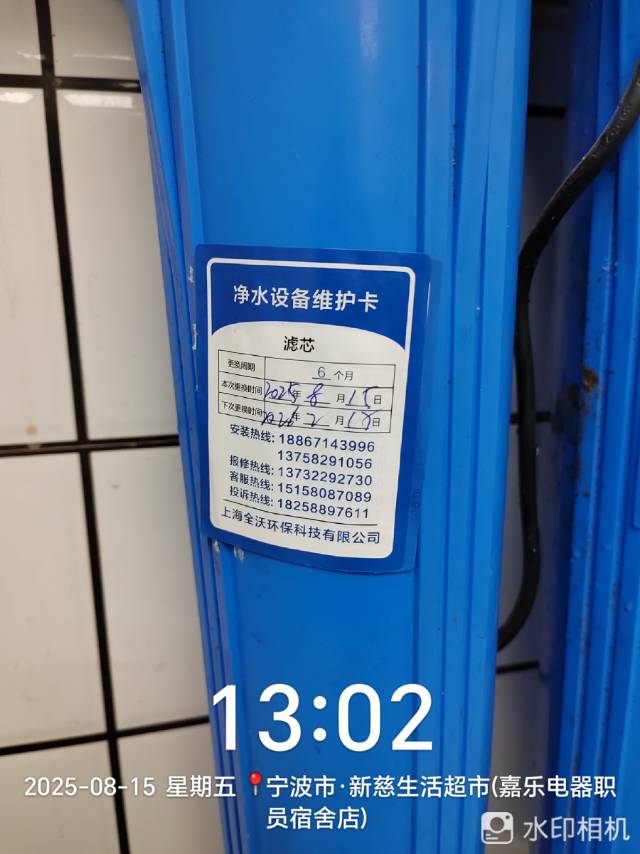 净水设备维护卡
滤芯
更换周期 6 个月
本次更换时间 2025年 8 月 15日
下次更换时间 2026年 2 月 15日
安装热线: 18867143996
13758291056
报修热线: 13732292730
客服热线: 15158087089
投诉热线: 18258897611
上海全沃环保科技有限公司
13:02
2025-08-15 星期五 宁波市·新慈生活超市(嘉乐电器职
员宿舍店)
水印相机